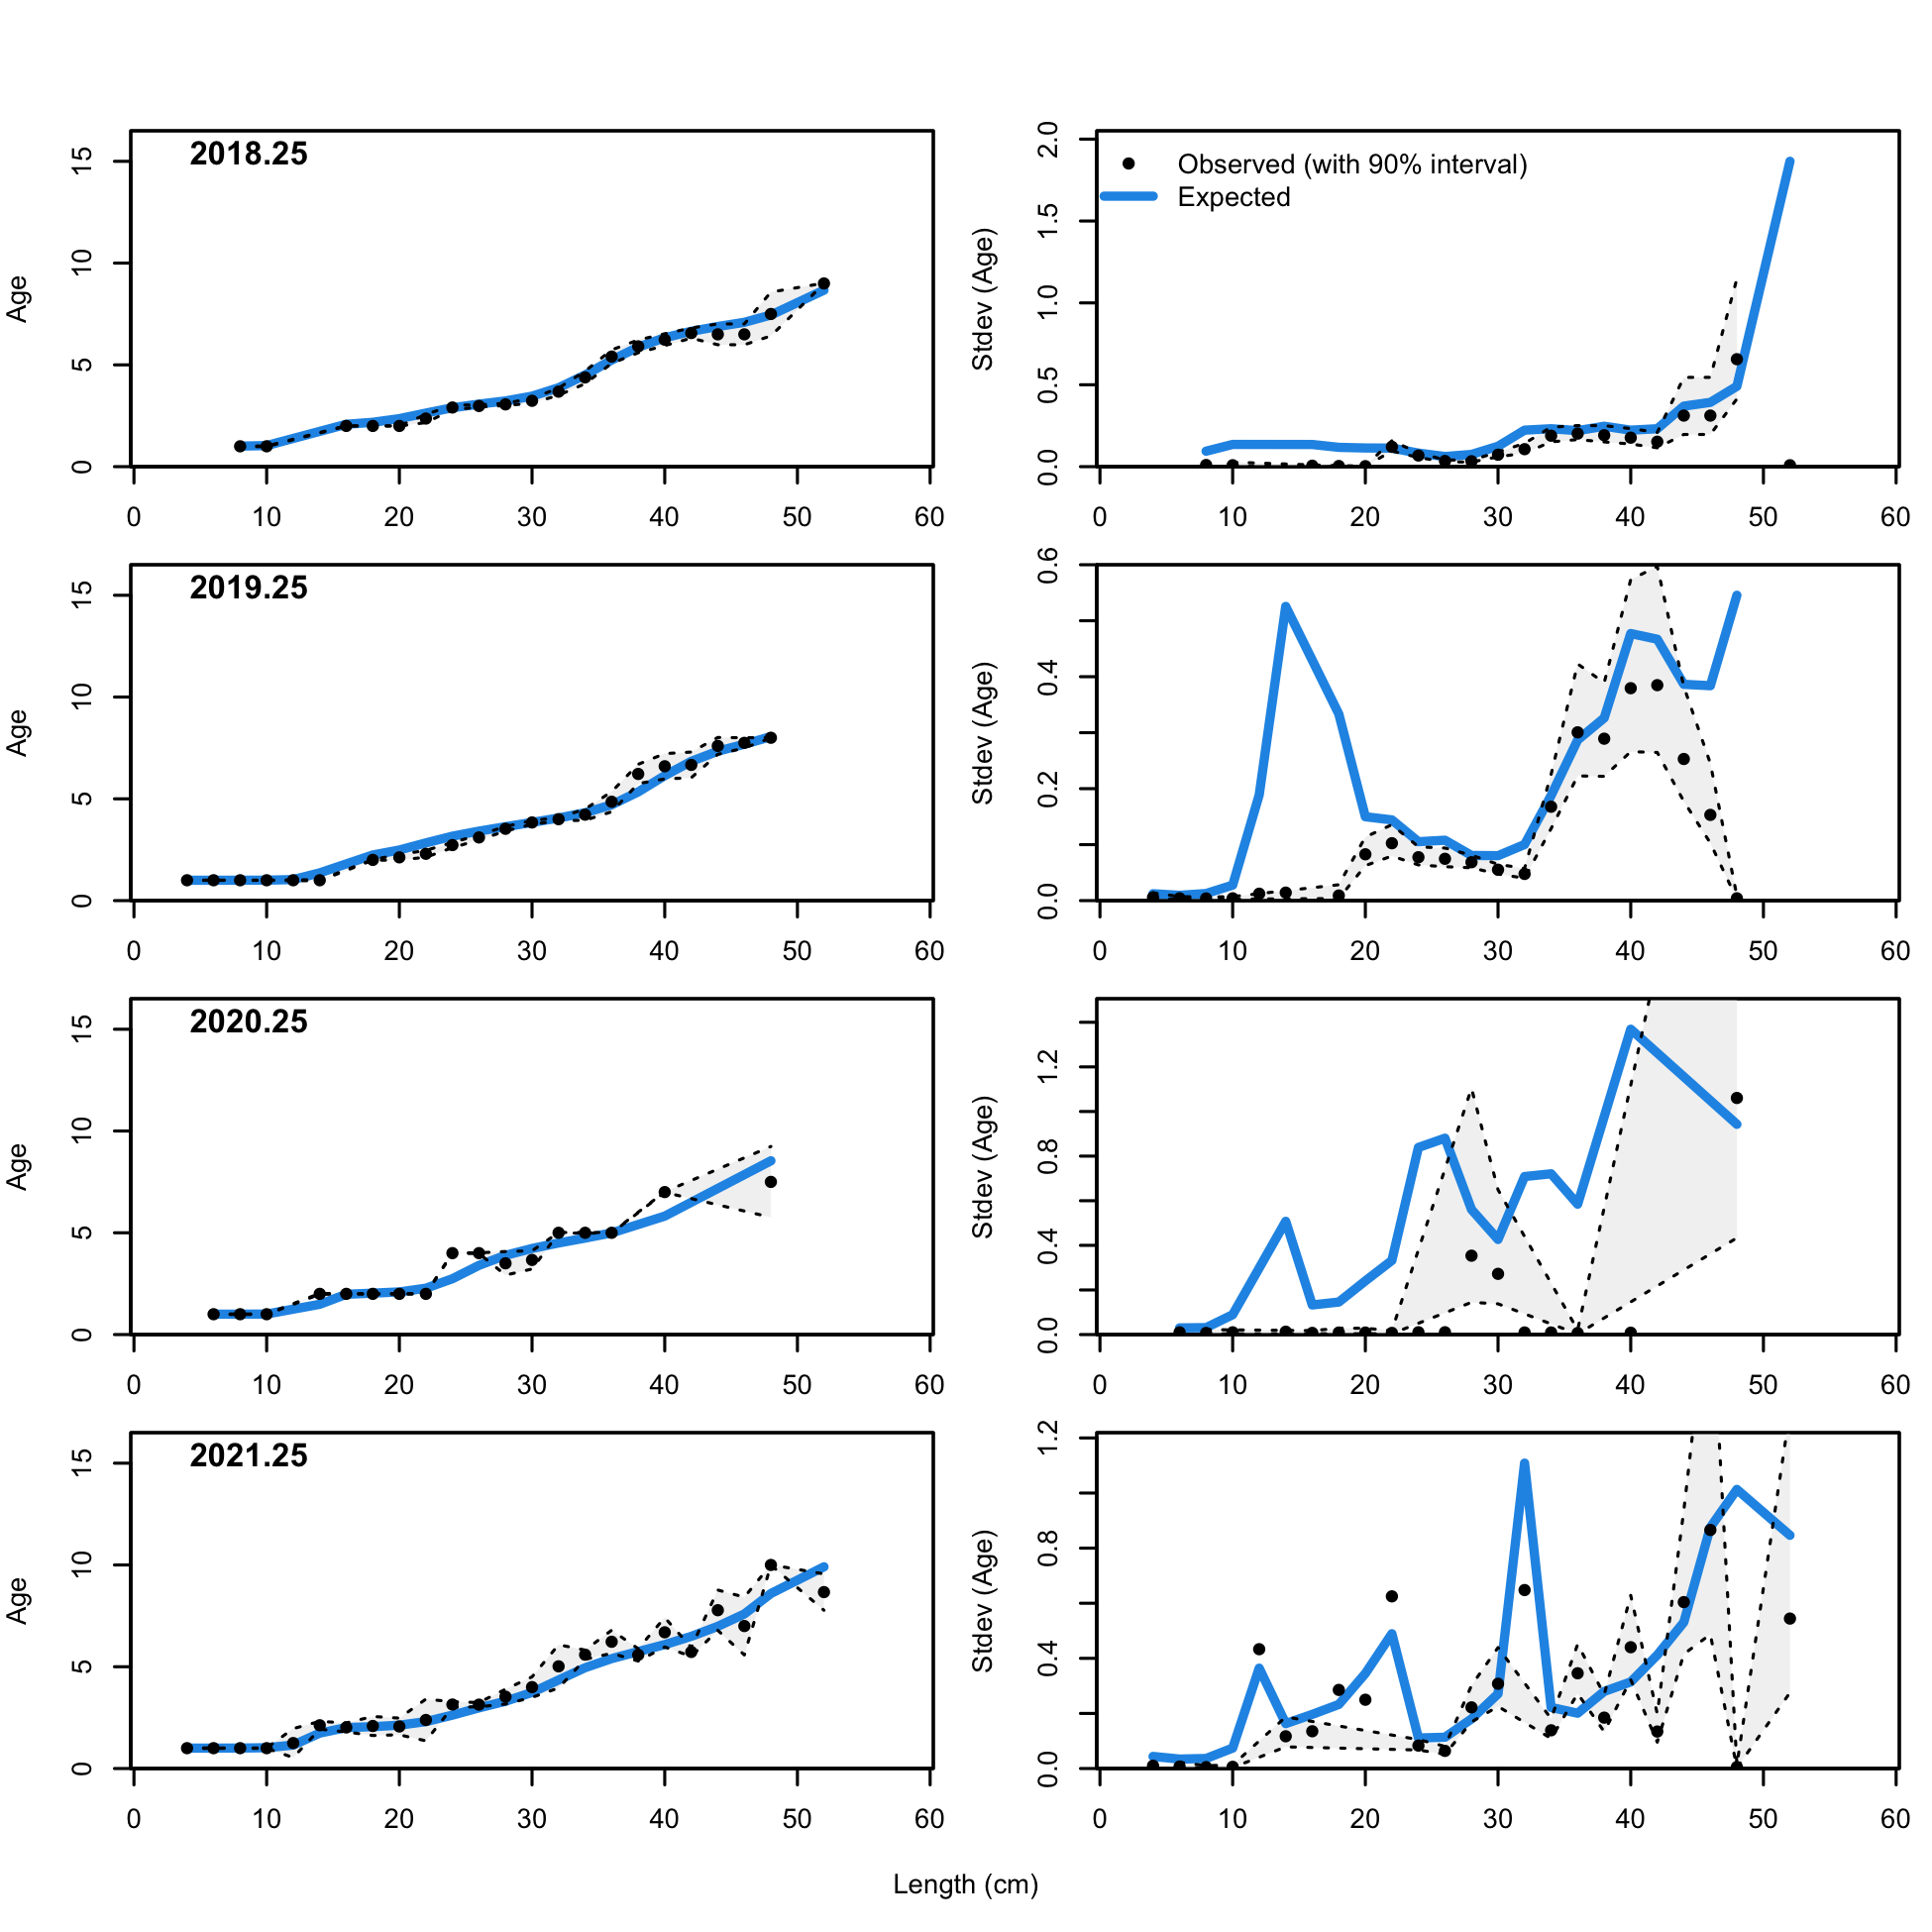 2018.25
Age
0 5 10 15
0 10 20 30 40 50 60
Observed (with 90% interval)
Expected
Stdev (Age)
0.0 0.5 1.0 1.5 2.0
0 10 20 30 40 50 60
2019.25
Age
0 5 10 15
0 10 20 30 40 50 60
Stdev (Age)
0.0 0.2 0.4 0.6
0 10 20 30 40 50 60
2020.25
Age
0 5 10 15
0 10 20 30 40 50 60
Stdev (Age)
0.0 0.4 0.8 1.2
0 10 20 30 40 50 60
2021.25
Age
0 5 10 15
0 10 20 30 40 50 60
Stdev (Age)
0.0 0.4 0.8 1.2
0 10 20 30 40 50 60
Length (cm)